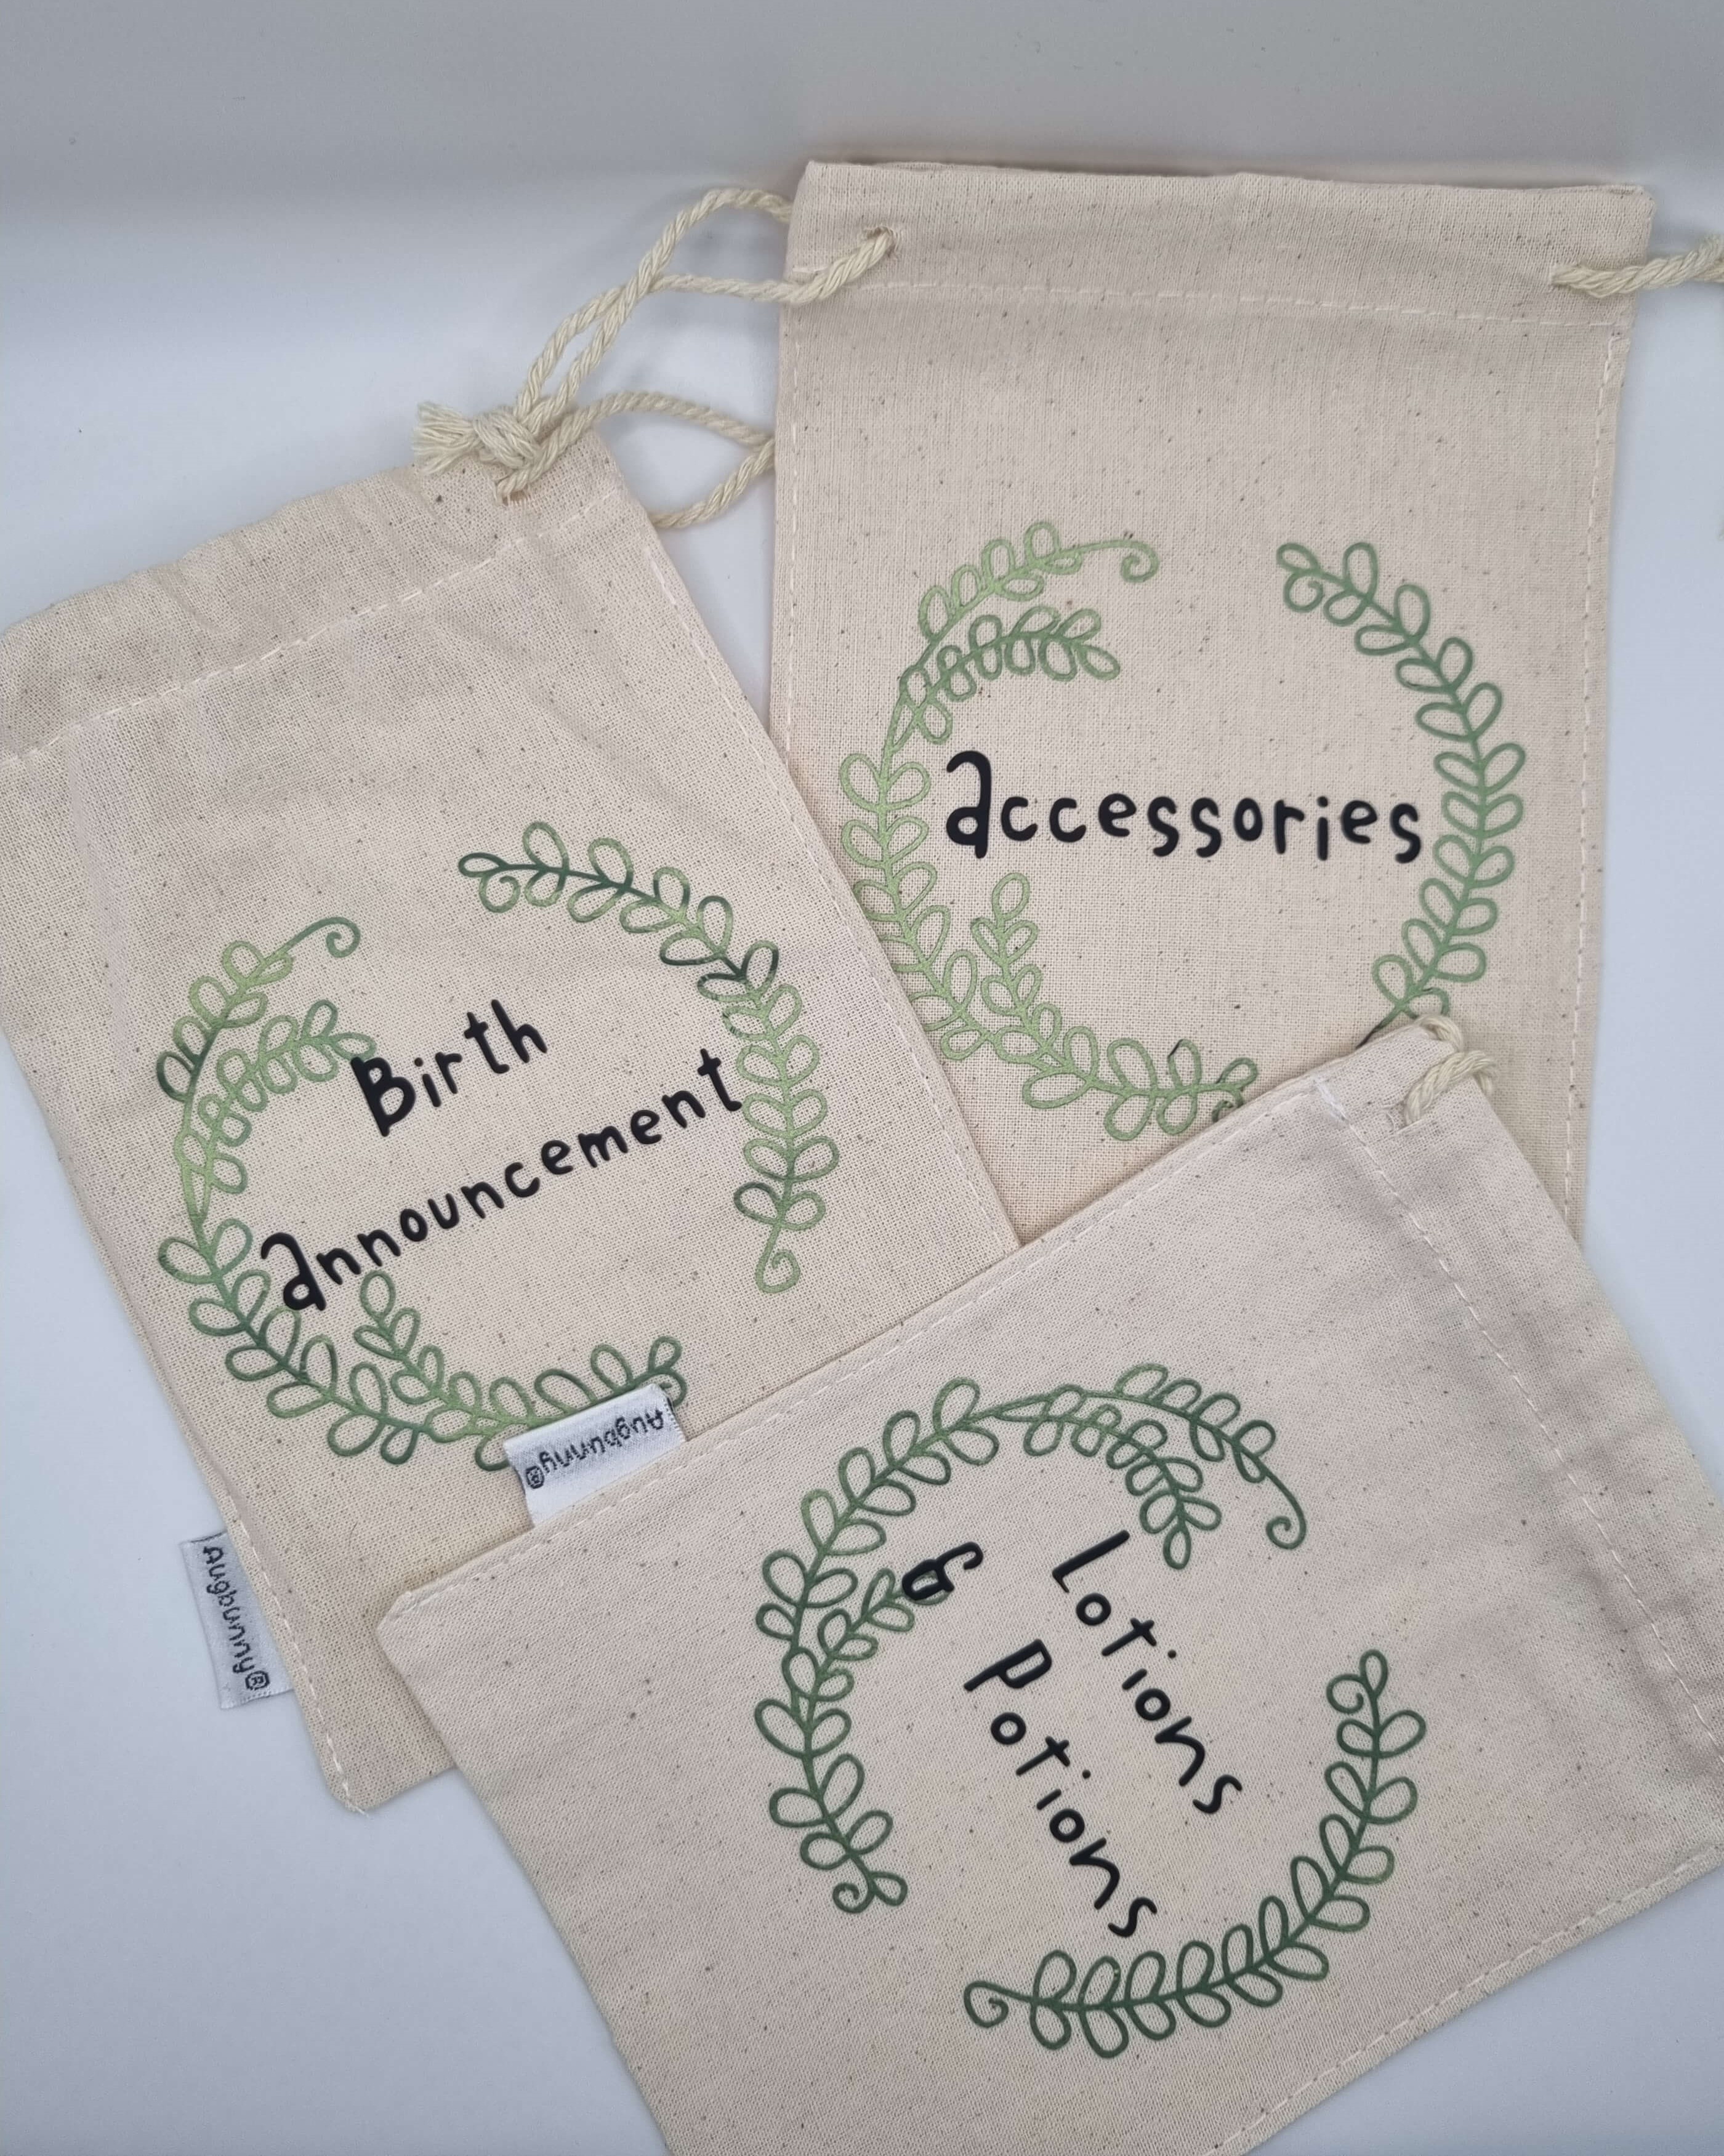 accessories
Birth
announcement
Augbunny®
Augbunny®
Lotions
&
Potions